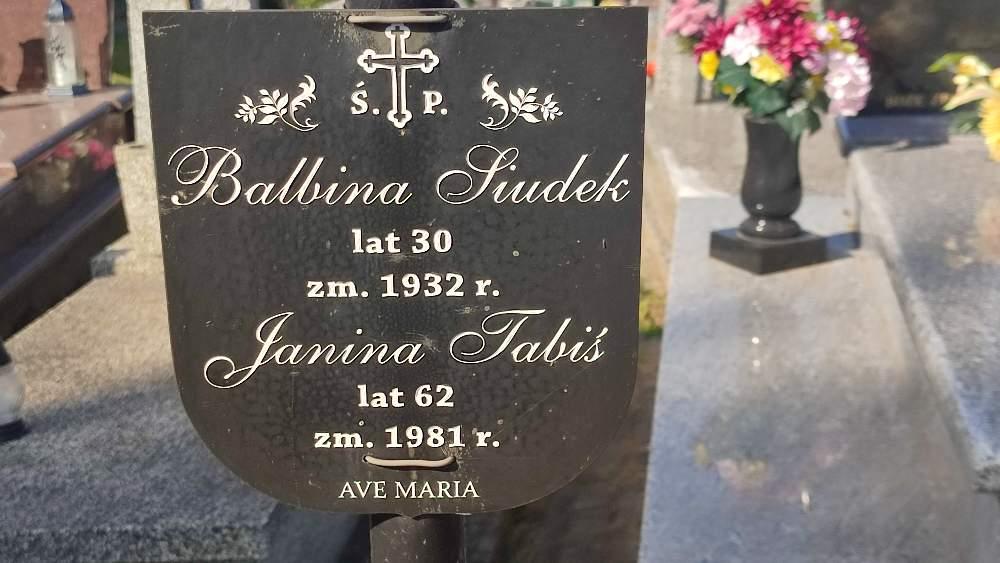 Ś. P.
Balbina Siudek
lat 30
zm. 1932 r.
Janina Tabiś
lat 62
zm. 1981 r.
AVE MARIA